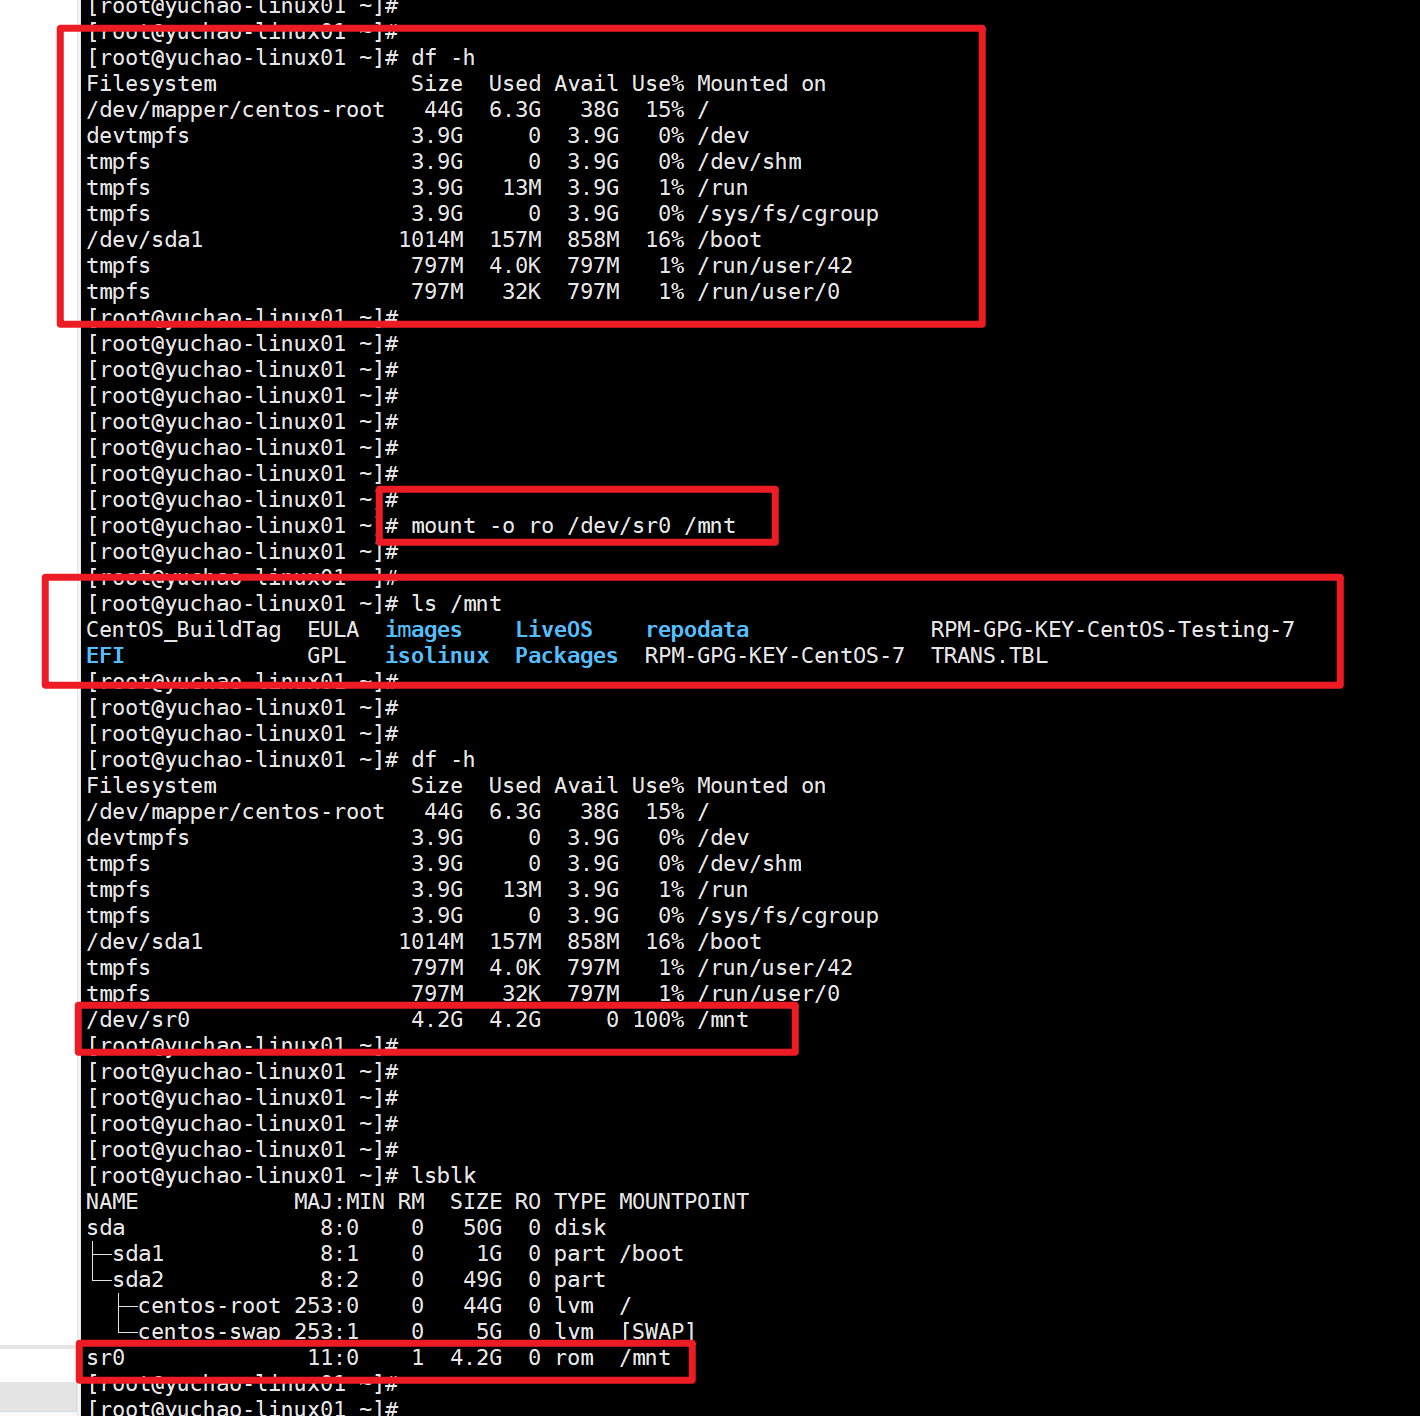 [root@yuchao-linux01 ~]#
[root@yuchao-linux01 ~]#
[root@yuchao-linux01 ~]# df -h
Filesystem               Size  Used Avail Use% Mounted on
/dev/mapper/centos-root   44G  6.3G   38G  15% /
devtmpfs                 3.9G     0  3.9G   0% /dev
tmpfs                    3.9G     0  3.9G   0% /dev/shm
tmpfs                    3.9G   13M  3.9G   1% /run
tmpfs                    3.9G     0  3.9G   0% /sys/fs/cgroup
/dev/sda1               1014M  157M  858M  16% /boot
tmpfs                    797M  4.0K  797M   1% /run/user/42
tmpfs                    797M   32K  797M   1% /run/user/0
[root@yuchao-linux01 ~]#
[root@yuchao-linux01 ~]#
[root@yuchao-linux01 ~]#
[root@yuchao-linux01 ~]#
[root@yuchao-linux01 ~]#
[root@yuchao-linux01 ~]#
[root@yuchao-linux01 ~]#
[root@yuchao-linux01 ~]#
[root@yuchao-linux01 ~]# mount -o ro /dev/sr0 /mnt
[root@yuchao-linux01 ~]#
[root@yuchao-linux01 ~]#
[root@yuchao-linux01 ~]# ls /mnt
CentOS_BuildTag  EULA  images    LiveOS    repodata              RPM-GPG-KEY-CentOS-Testing-7
EFI              GPL   isolinux  Packages  RPM-GPG-KEY-CentOS-7  TRANS.TBL
[root@yuchao-linux01 ~]#
[root@yuchao-linux01 ~]#
[root@yuchao-linux01 ~]#
[root@yuchao-linux01 ~]# df -h
Filesystem               Size  Used Avail Use% Mounted on
/dev/mapper/centos-root   44G  6.3G   38G  15% /
devtmpfs                 3.9G     0  3.9G   0% /dev
tmpfs                    3.9G     0  3.9G   0% /dev/shm
tmpfs                    3.9G   13M  3.9G   1% /run
tmpfs                    3.9G     0  3.9G   0% /sys/fs/cgroup
/dev/sda1               1014M  157M  858M  16% /boot
tmpfs                    797M  4.0K  797M   1% /run/user/42
tmpfs                    797M   32K  797M   1% /run/user/0
/dev/sr0                 4.2G  4.2G     0 100% /mnt
[root@yuchao-linux01 ~]#
[root@yuchao-linux01 ~]#
[root@yuchao-linux01 ~]#
[root@yuchao-linux01 ~]#
[root@yuchao-linux01 ~]#
[root@yuchao-linux01 ~]# lsblk
NAME            MAJ:MIN RM  SIZE RO TYPE MOUNTPOINT
sda               8:0    0   50G  0 disk
├─sda1            8:1    0    1G  0 part /boot
└─sda2            8:2    0   49G  0 part
  ├─centos-root 253:0    0   44G  0 lvm  /
  └─centos-swap 253:1    0    5G  0 lvm  [SWAP]
sr0              11:0    1  4.2G  0 rom  /mnt
[root@yuchao-linux01 ~]#
[root@yuchao-linux01 ~]#